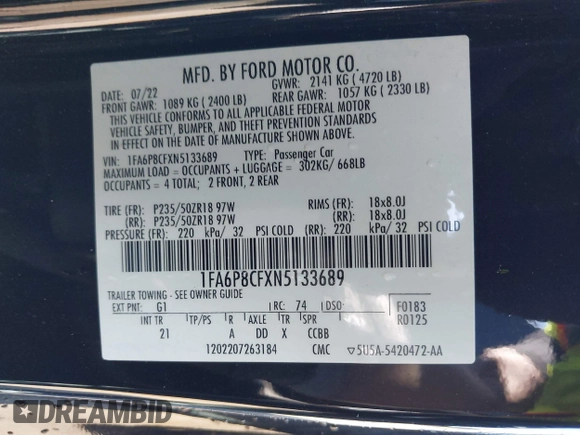 MFD. BY FORD MOTOR CO.
DATE: 07/22 GVWR: 2141 KG ( 4720 LB)
FRONT GAWR: 1089 KG ( 2400 LB) REAR GAWR: 1057 KG ( 2330 LB)
THIS VEHICLE CONFORMS TO ALL APPLICABLE FEDERAL MOTOR
VEHICLE SAFETY, BUMPER, AND THEFT PREVENTION STANDARDS
IN EFFECT ON THE DATE OF MANUFACTURE SHOWN ABOVE.
VIN: 1FA6P8CFXN5133689 TYPE: Passenger Car
MAXIMUM LOAD = OCCUPANTS + LUGGAGE = 302KG/ 668LB
OCCUPANTS = 4 TOTAL; 2 FRONT, 2 REAR
TIRE (F): P235/50ZR18 97W RIMS (F): 18x8.0J
(R): P235/50ZR18 97W (R): 18x8.0J
PRESSURE (F): 220 kPa/ 32 PSI COLD (R): 220 kPa/ 32 PSI COLD
1FA6P8CFXN5133689
TRAILER TOWING - SEE OWNER GUIDE
EXT PNT: G1 RC: 74 DSO: F0183
INT TR TP/PS R AXLE TR SPR R0125
21 A DD X CCBB
1202207263184 CMC ▽5U5A-5420472-AA
DREAMBID